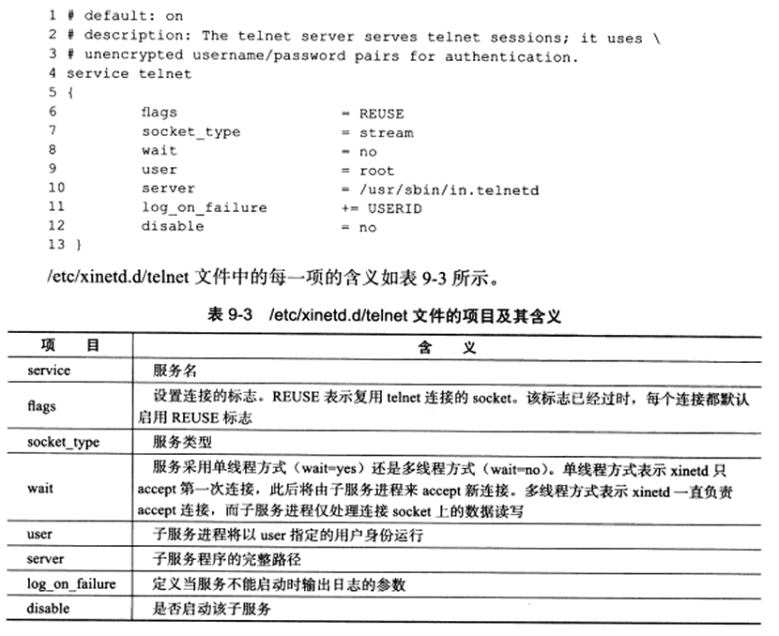 1 # default: on
2 # description: The telnet server serves telnet sessions; it uses \
3 # unencrypted username/password pairs for authentication.
4 service telnet
5 {
6 flags = REUSE
7 socket_type = stream
8 wait = no
9 user = root
10 server = /usr/sbin/in.telnetd
11 log_on_failure += USERID
12 disable = no
13 }
/etc/xinetd.d/telnet 文件中的每一项的含义如表 9-3 所示。
表 9-3 /etc/xinetd.d/telnet 文件的项目及其含义
项 目 含 义
service 服务名
flags 设置连接的标志。REUSE 表示复用 telnet 连接的 socket。该标志已经过时，每个连接都默认
启用 REUSE 标志
socket_type 服务类型
wait 服务采用单线程方式（wait=yes）还是多线程方式（wait=no）。单线程方式表示 xinetd 只
accept 第一次连接，此后将由子服务进程来 accept 新连接。多线程方式表示 xinetd 一直负责
accept 连接，而子服务进程仅处理连接 socket 上的数据读写
user 子服务进程将以 user 指定的用户身份运行
server 子服务程序的完整路径
log_on_failure 定义当服务不能启动时输出日志的参数
disable 是否启动该子服务